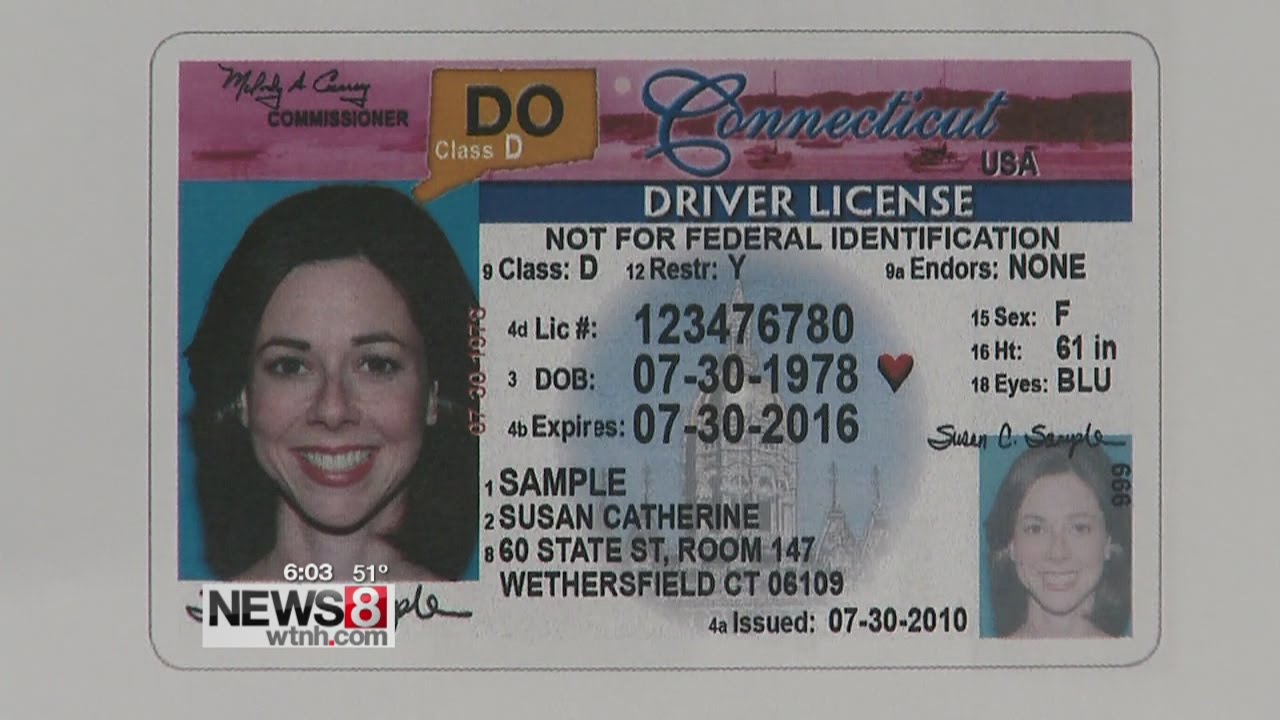 Melody A Currey
COMMISSIONER
DO
Class D
Connecticut
USA
DRIVER LICENSE
NOT FOR FEDERAL IDENTIFICATION
9 Class: D 12 Restr: Y 9a Endors: NONE
4d Lic #: 123476780
15 Sex: F
16 Ht: 61 in
3 DOB: 07-30-1978
18 Eyes: BLU
07-30-1978
4b Expires: 07-30-2016
Susan C. Sample
1 SAMPLE
2 SUSAN CATHERINE
8 60 STATE ST, ROOM 147
WETHERSFIELD CT 06109
4a Issued: 07-30-2010
666
6:03 51°
NEWS 8
wtnh.com